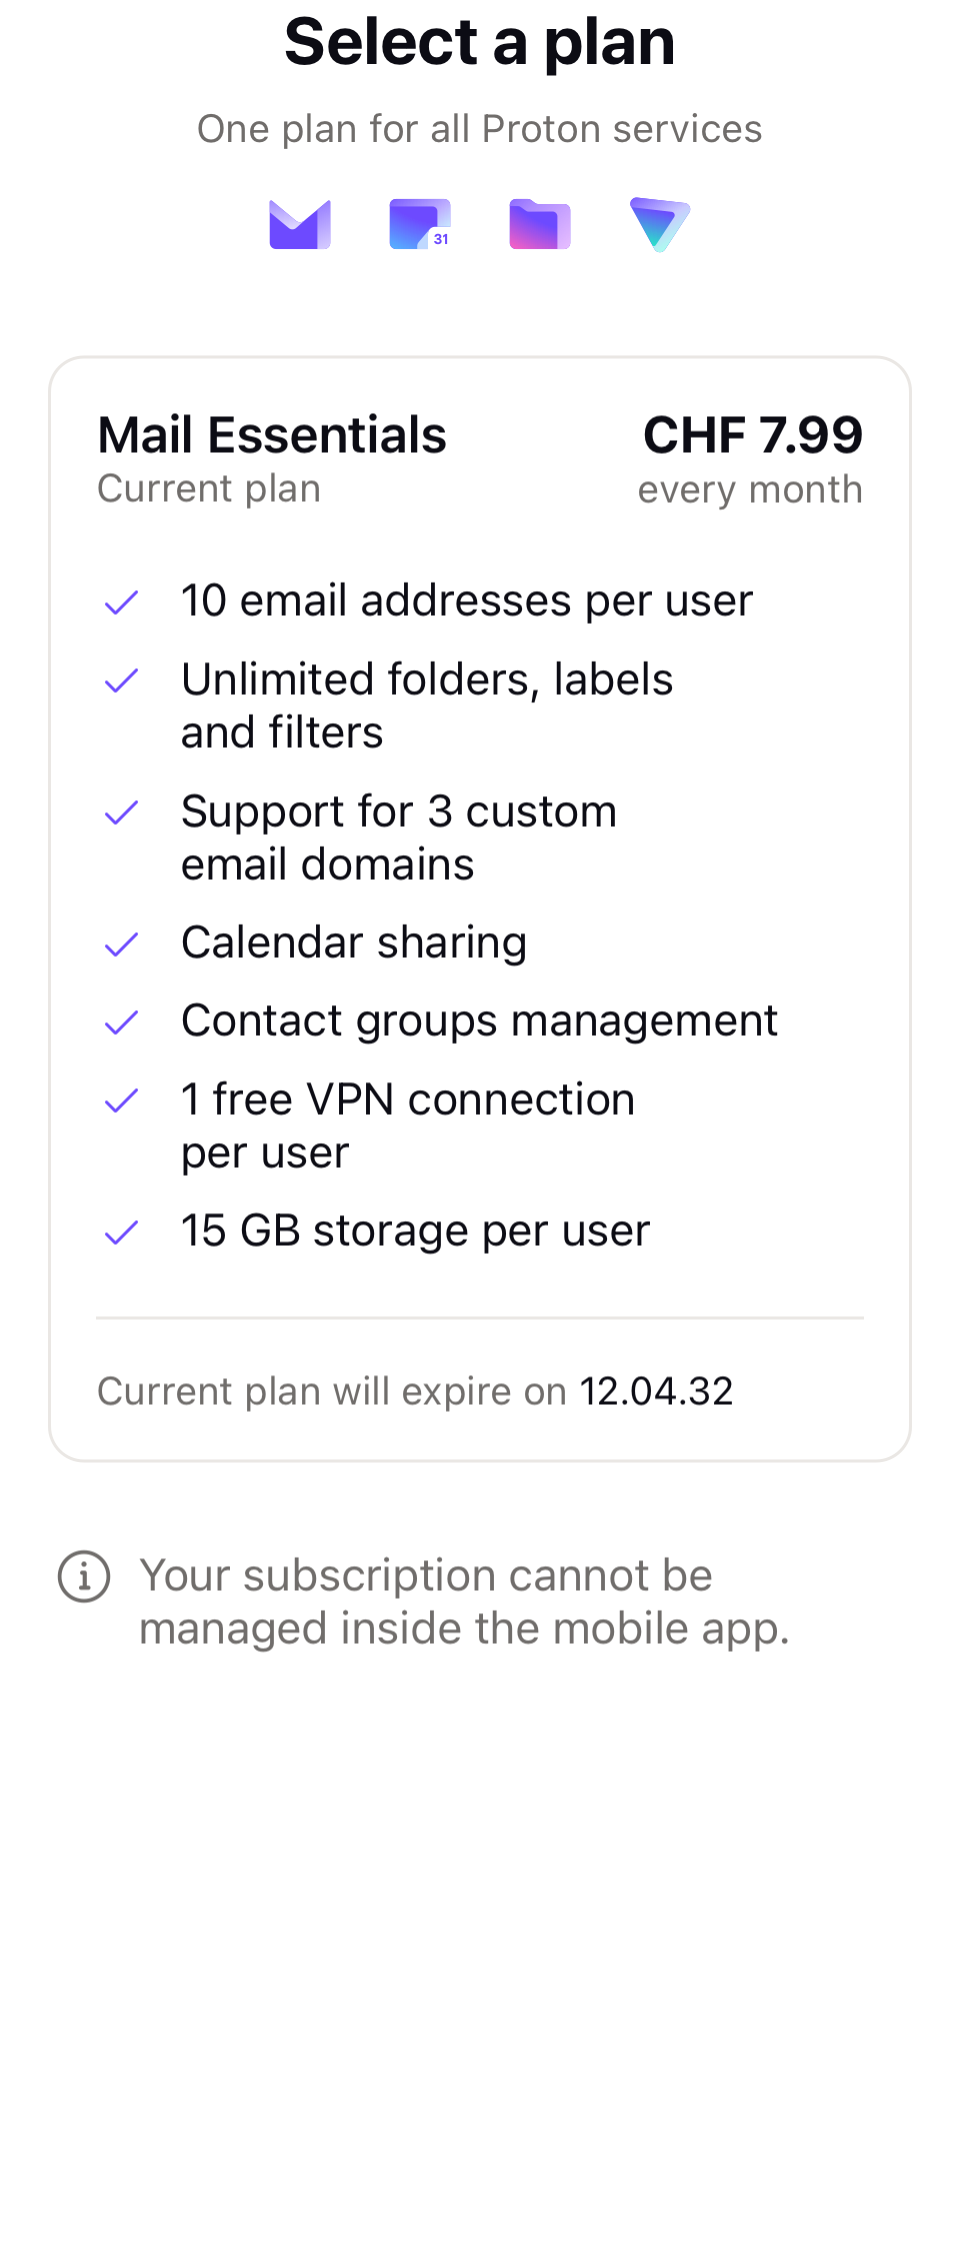 Select a plan
One plan for all Proton services
31
Mail Essentials
CHF 7.99
Current plan
every month
10 email addresses per user
Unlimited folders, labels
and filters
Support for 3 custom
email domains
Calendar sharing
Contact groups management
1 free VPN connection
per user
15 GB storage per user
Current plan will expire on 12.04.32
Your subscription cannot be
managed inside the mobile app.